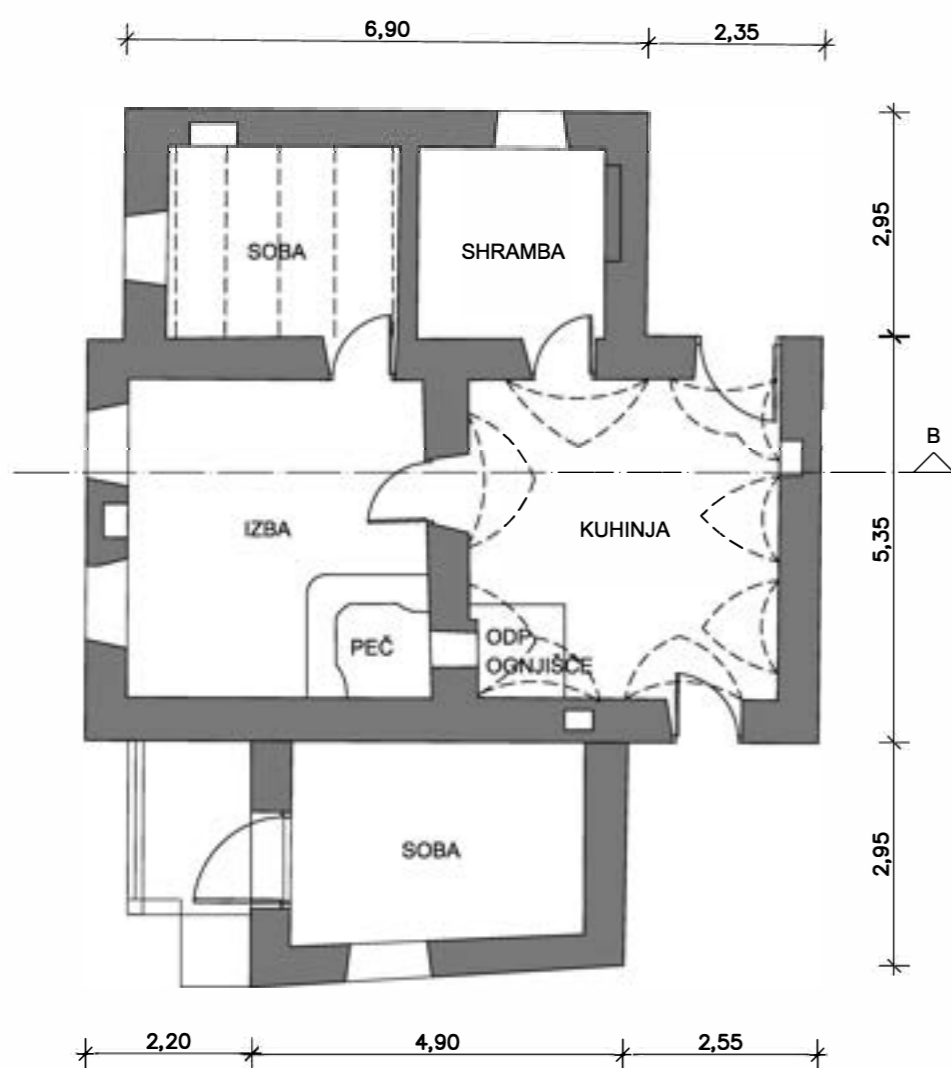 6,90
2,35
2,95
SOBA
SHRAMBA
B
IZBA
KUHINJA
5,35
PEČ
ODP.
OGNJIŠČE
SOBA
2,95
2,20
4,90
2,55